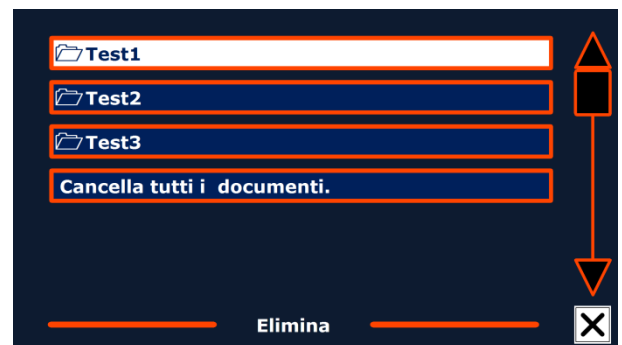 Test1
Test2
Test3
Cancella tutti i documenti.
Elimina